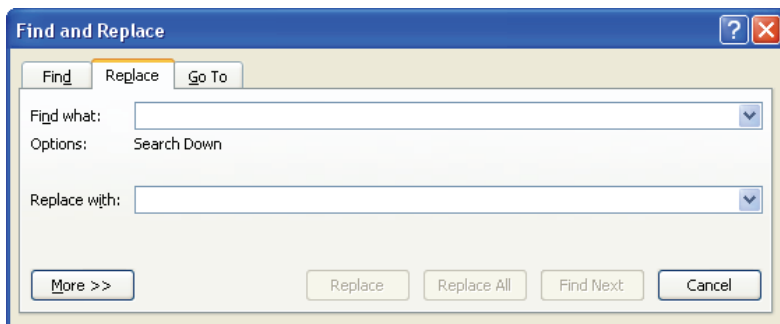 Find and Replace
Find Replace Go To
Find what:
Options: Search Down
Replace with:
More >> Replace Replace All Find Next Cancel